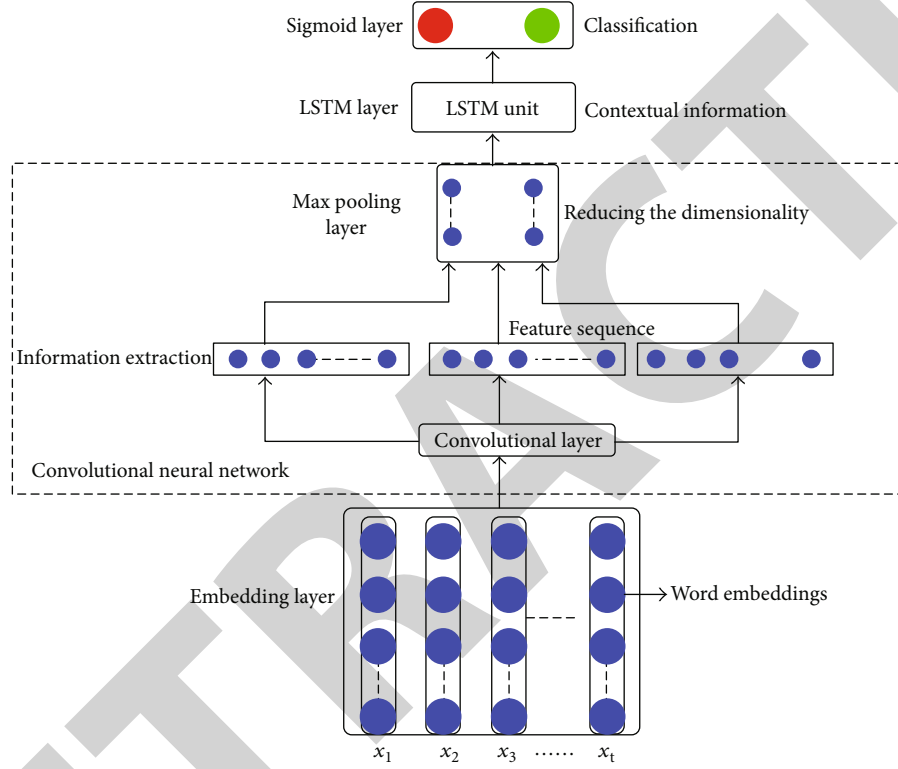 Sigmoid layer
Classification
LSTM layer
LSTM unit
Contextual information
Max pooling
layer
Reducing the dimensionality
Feature sequence
Information extraction
Convolutional layer
Convolutional neural network
Embedding layer
Word embeddings
x1 x2 x3 ...... xt
TRACT